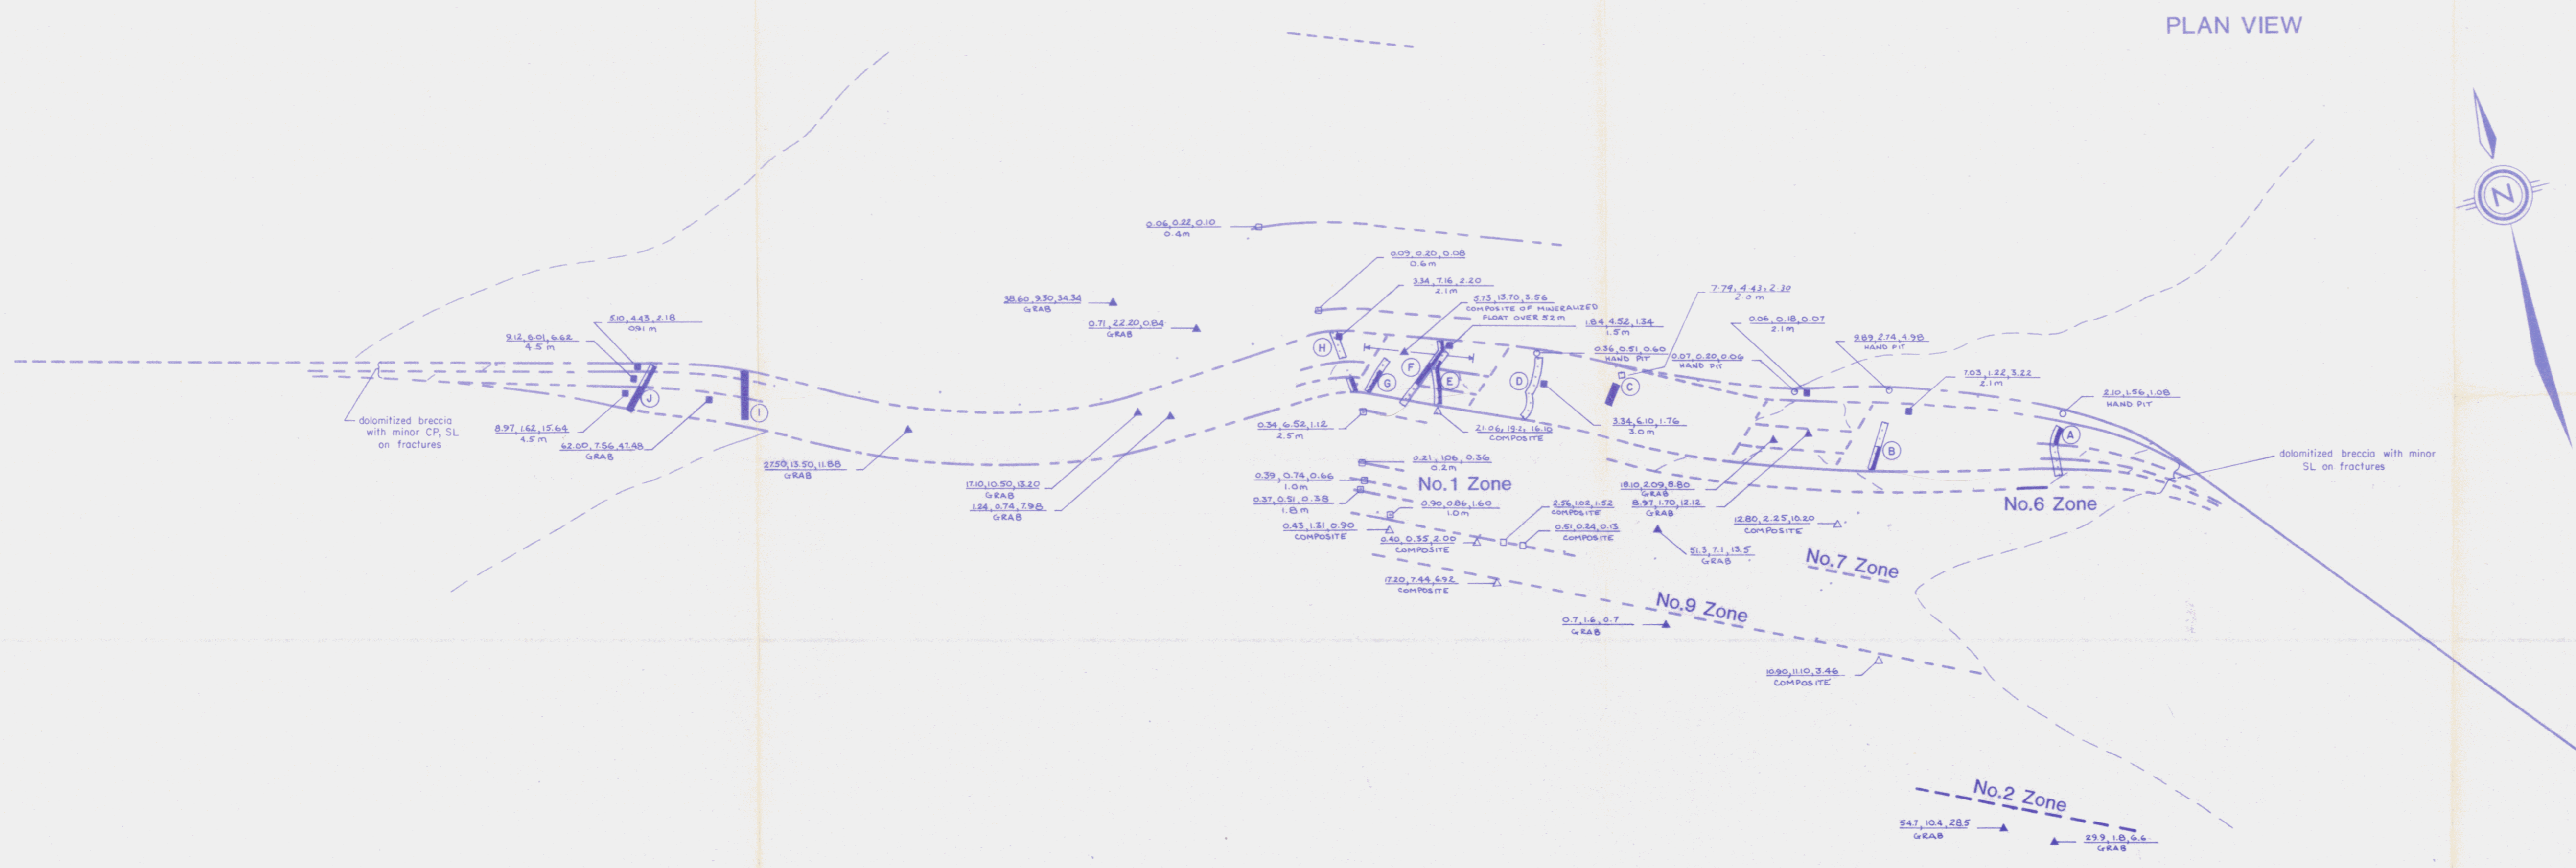 PLAN VIEW
N
0.06, 0.22, 0.10
0.4m
0.09, 0.20, 0.08
0.6m
3.34, 7.16, 2.20
2.1m
5.73, 13.70, 3.56
COMPOSITE OF MINERALIZED
FLOAT OVER 52m
1.84, 4.52, 1.34
1.5m
7.79, 4.43, 2.30
2.0 m
38.60, 9.30, 34.34
GRAB
0.71, 22.20, 0.84
GRAB
5.10, 4.43, 2.18
0.91 m
9.12, 8.01, 6.62
4.5 m
0.36, 0.51, 0.60
HAND PIT
0.07, 0.20, 0.06
HAND PIT
0.06, 0.18, 0.07
2.1m
9.89, 2.74, 4.98
HAND PIT
7.03, 1.22, 3.22
2.1m
2.10, 1.56, 1.08
HAND PIT
H
G
F
E
D
C
B
A
J
I
dolomitized breccia
with minor CP, SL
on fractures
8.97, 1.62, 15.64
4.5 m
62.00, 7.56, 47.48
GRAB
27.50, 13.50, 11.88
GRAB
17.10, 10.50, 13.20
GRAB
1.24, 0.74, 7.98
GRAB
0.34, 6.52, 1.12
2.5m
COMPOSITE
3.34, 6.10, 1.76
3.0m
0.21, 1.06, 0.36
0.2m
0.39, 0.74, 0.66
1.0m
No.1 Zone
0.37, 0.51, 0.38
1.8m
0.90, 0.86, 1.60
1.0m
0.43, 1.31, 0.90
COMPOSITE
0.40, 0.35, 2.00
COMPOSITE
2.56, 1.02, 1.52
COMPOSITE
0.51, 0.24, 0.13
COMPOSITE
17.20, 7.44, 6.92
COMPOSITE
18.10, 2.09, 8.80
GRAB
8.97, 1.70, 12.12
GRAB
12.80, 2.25, 10.20
COMPOSITE
51.3, 7.1, 13.5
GRAB
dolomitized breccia with minor
SL on fractures
No.6 Zone
No.7 Zone
No.9 Zone
0.7, 1.6, 0.7
GRAB
10.90, 11.10, 3.46
COMPOSITE
No.2 Zone
54.7, 10.4, 28.5
GRAB
29.9, 1.8, 6.6
GRAB